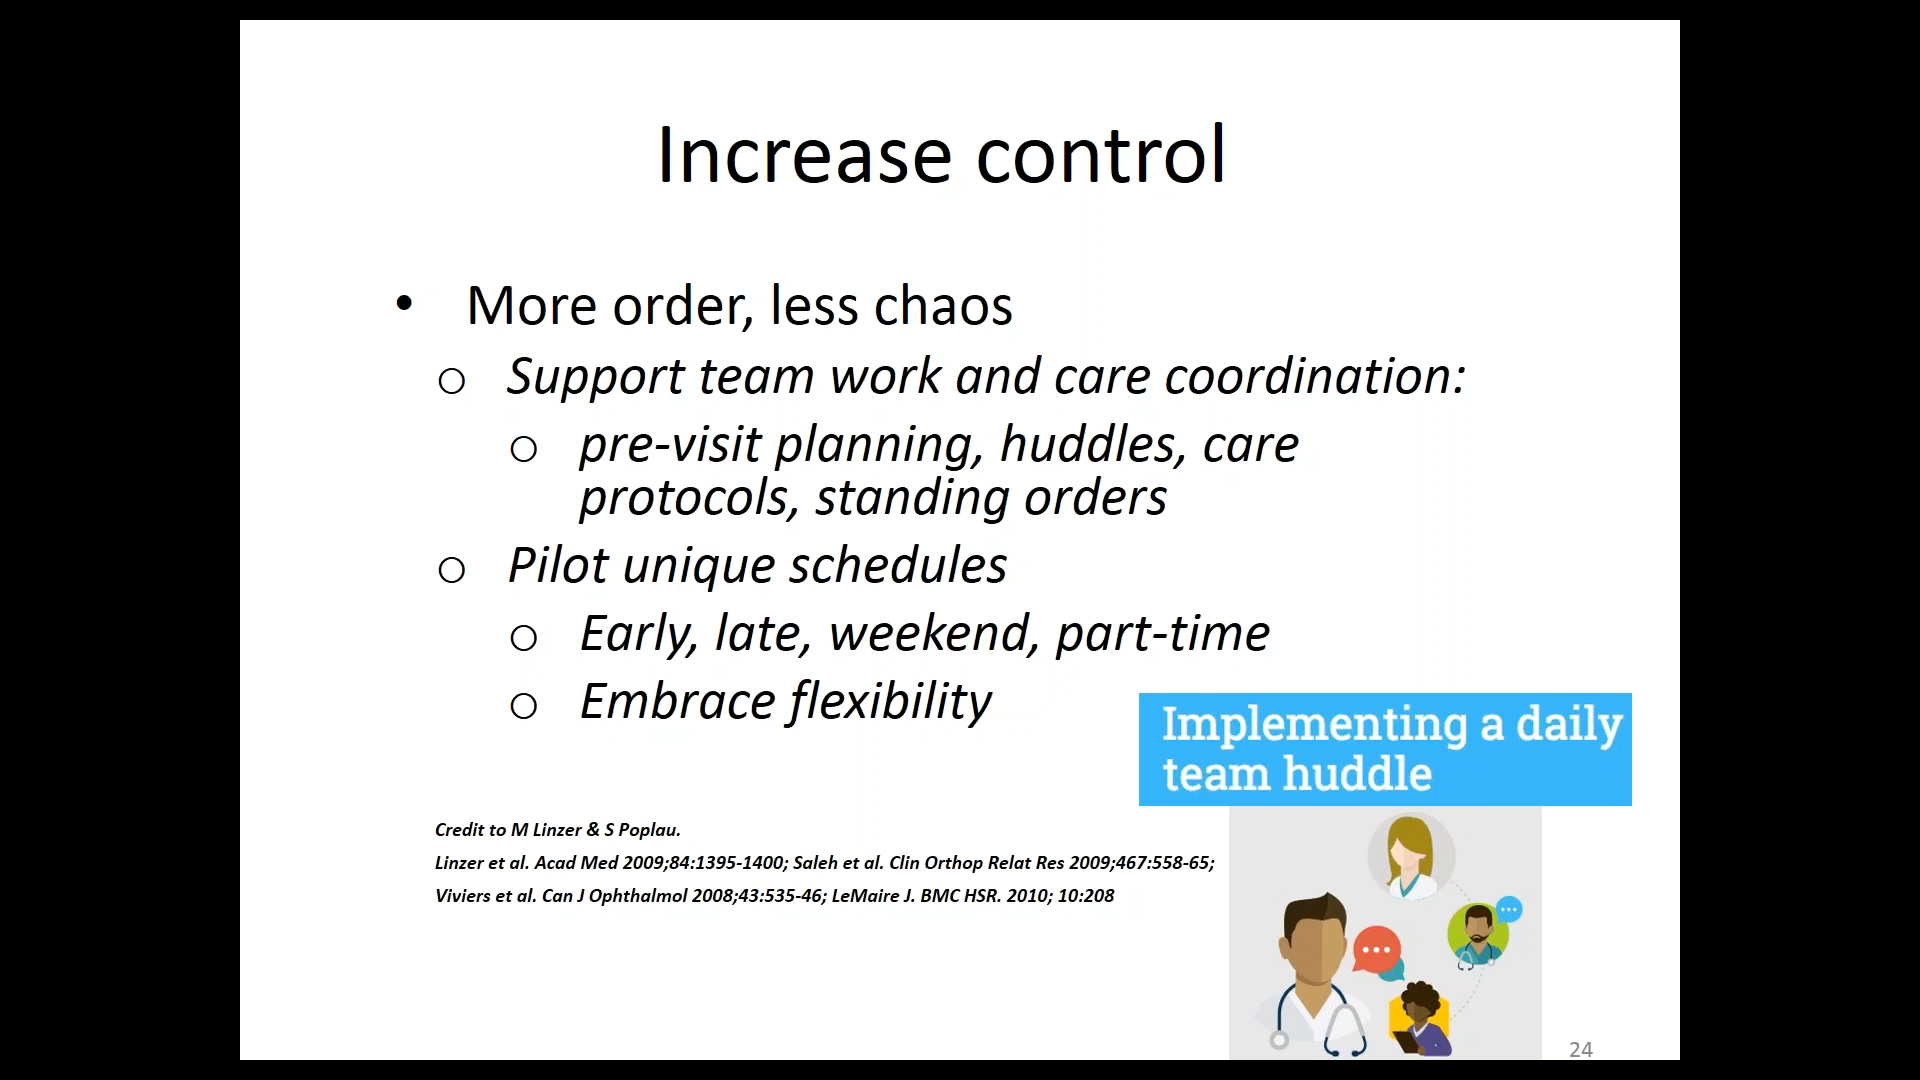 Increase control
• More order, less chaos
o Support team work and care coordination:
o pre-visit planning, huddles, care
protocols, standing orders
o Pilot unique schedules
o Early, late, weekend, part-time
o Embrace flexibility
Implementing a daily
team huddle
Credit to M Linzer & S Poplau.
Linzer et al. Acad Med 2009;84:1395-1400; Saleh et al. Clin Orthop Relat Res 2009;467:558-65;
Viviers et al. Can J Ophthalmol 2008;43:535-46; LeMaire J. BMC HSR. 2010; 10:208
24